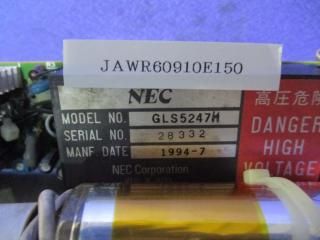 JAWR60910E150
NEC
MODEL NO. GLS5247M
SERIAL NO. 28332
MANF. DATE 1994-7
NEC Corporation
高圧危険
DANGER
HIGH
VOLTAGE